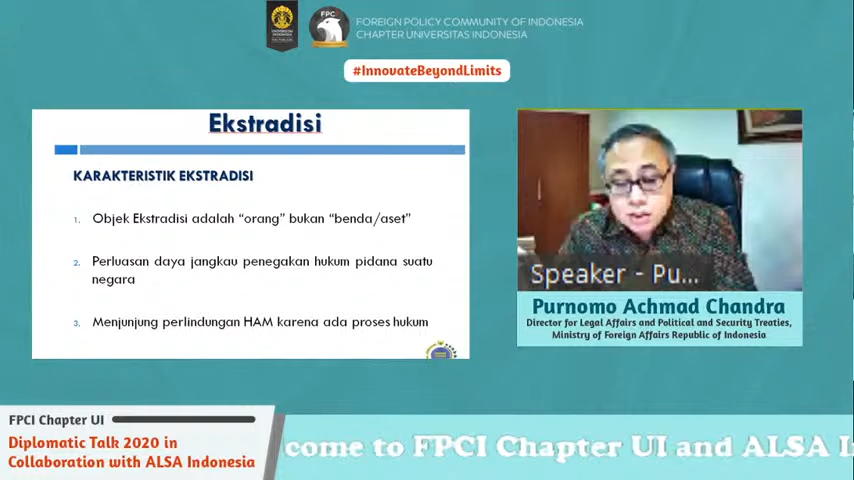 FPC
FOREIGN POLICY COMMUNITY OF INDONESIA
CHAPTER UNIVERSITAS INDONESIA
#InnovateBeyondLimits
Ekstradisi
KARAKTERISTIK EKSTRADISI
1. Objek Ekstradisi adalah “orang” bukan “benda/aset”
2. Perluasan daya jangkau penegakan hukum pidana suatu
negara
3. Menjunjung perlindungan HAM karena ada proses hukum
Speaker - Pu...
Purnomo Achmad Chandra
Director for Legal Affairs and Political and Security Treaties,
Ministry of Foreign Affairs Republic of Indonesia
FPCI Chapter UI
Diplomatic Talk 2020 in
Collaboration with ALSA Indonesia
come to FPCI Chapter UI and ALSA I